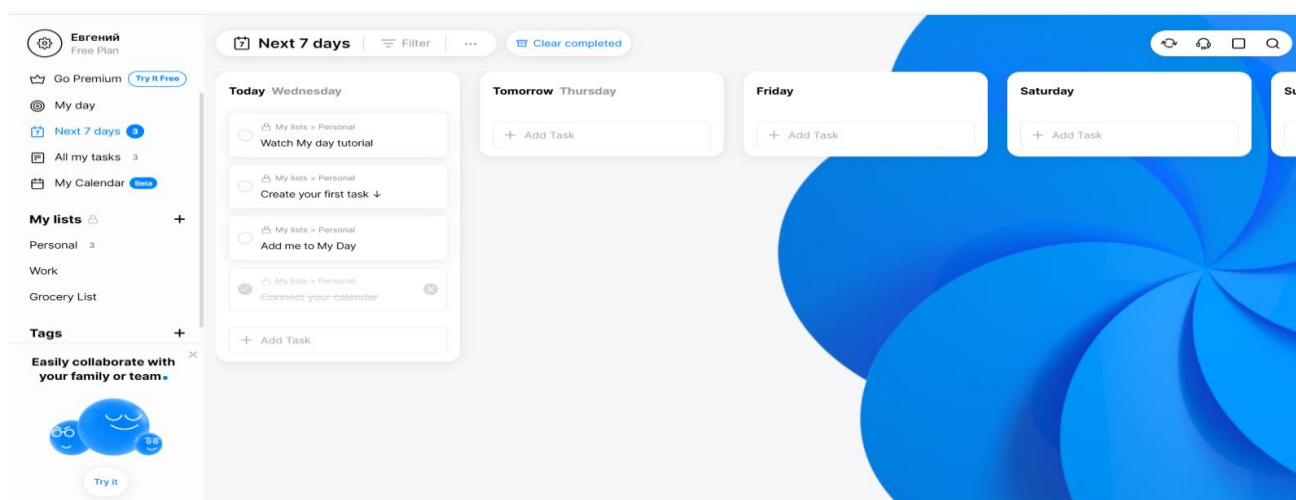 Евгений
Free Plan
Go Premium Try It Free
My day
7 Next 7 days 3
All my tasks 3
My Calendar Beta
My lists +
Personal 3
Work
Grocery List
Tags +
Easily collaborate with
your family or team
Try it
7 Next 7 days Filter ... Clear completed
Today Wednesday
My lists > Personal
Watch My day tutorial
My lists > Personal
Create your first task ↓
My lists > Personal
Add me to My Day
My lists > Personal
Connect your calendar
+ Add Task
Tomorrow Thursday
+ Add Task
Friday
+ Add Task
Saturday
+ Add Task
Su